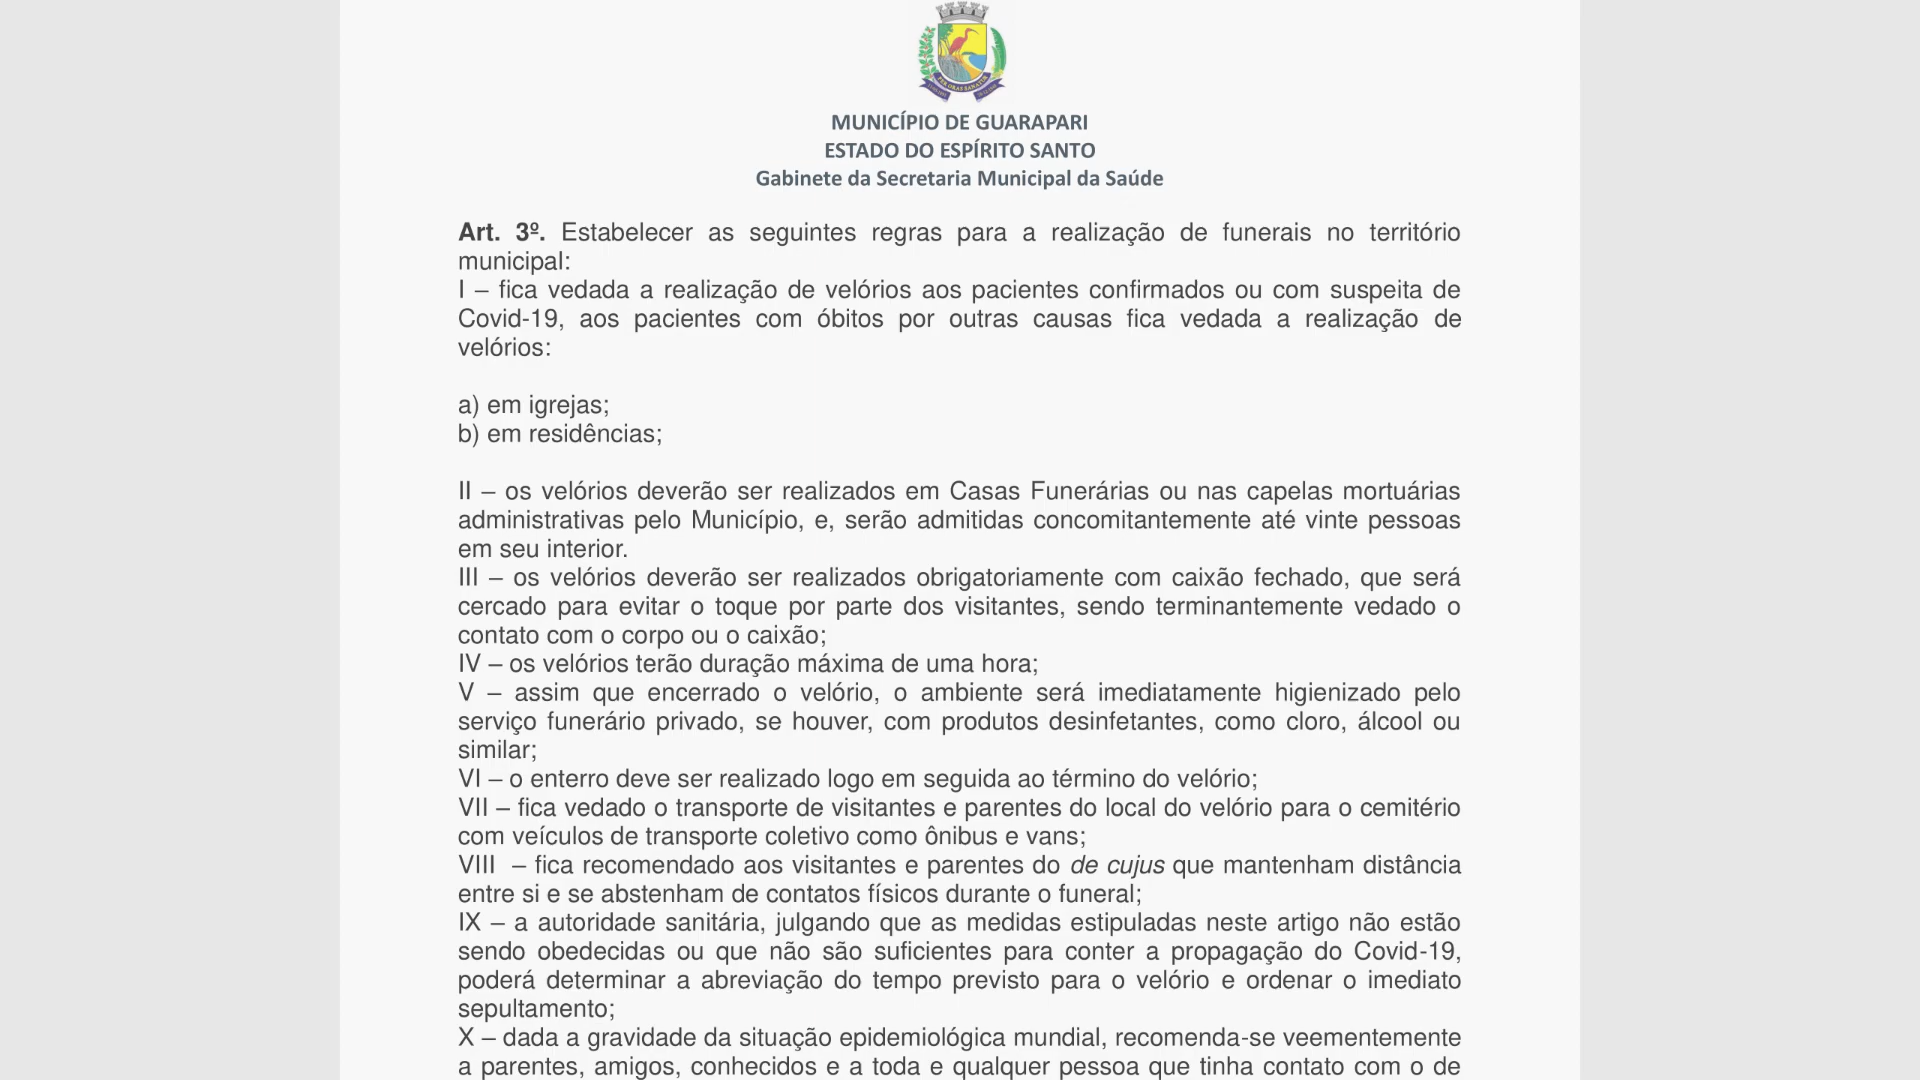 MUNICÍPIO DE GUARAPARI
ESTADO DO ESPÍRITO SANTO
Gabinete da Secretaria Municipal da Saúde
Art. 3º. Estabelecer as seguintes regras para a realização de funerais no território
municipal:
I – fica vedada a realização de velórios aos pacientes confirmados ou com suspeita de
Covid-19, aos pacientes com óbitos por outras causas fica vedada a realização de
velórios:
a) em igrejas;
b) em residências;
II – os velórios deverão ser realizados em Casas Funerárias ou nas capelas mortuárias
administrativas pelo Município, e, serão admitidas concomitantemente até vinte pessoas
em seu interior.
III – os velórios deverão ser realizados obrigatoriamente com caixão fechado, que será
cercado para evitar o toque por parte dos visitantes, sendo terminantemente vedado o
contato com o corpo ou o caixão;
IV – os velórios terão duração máxima de uma hora;
V – assim que encerrado o velório, o ambiente será imediatamente higienizado pelo
serviço funerário privado, se houver, com produtos desinfetantes, como cloro, álcool ou
similar;
VI – o enterro deve ser realizado logo em seguida ao término do velório;
VII – fica vedado o transporte de visitantes e parentes do local do velório para o cemitério
com veículos de transporte coletivo como ônibus e vans;
VIII – fica recomendado aos visitantes e parentes do de cujus que mantenham distância
entre si e se abstenham de contatos físicos durante o funeral;
IX – a autoridade sanitária, julgando que as medidas estipuladas neste artigo não estão
sendo obedecidas ou que não são suficientes para conter a propagação do Covid-19,
poderá determinar a abreviação do tempo previsto para o velório e ordenar o imediato
sepultamento;
X – dada a gravidade da situação epidemiológica mundial, recomenda-se veementemente
a parentes, amigos, conhecidos e a toda e qualquer pessoa que tinha contato com o de